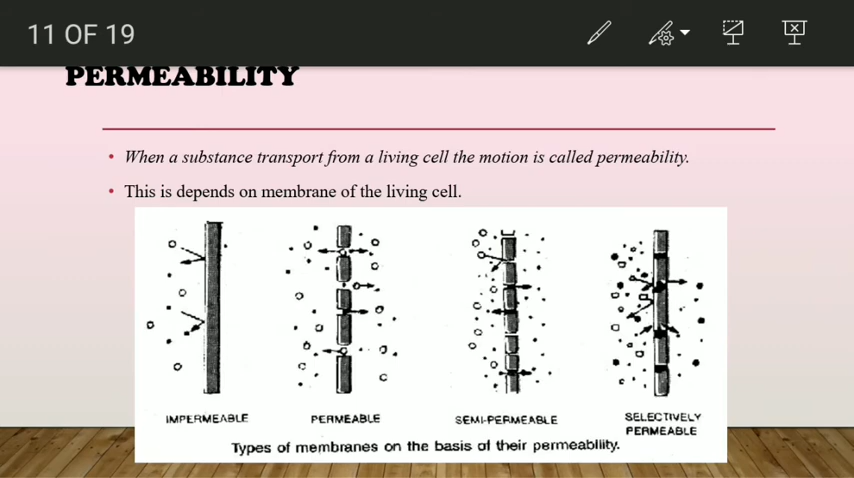 11 OF 19
PERMEABILITY
• When a substance transport from a living cell the motion is called permeability.
• This is depends on membrane of the living cell.
IMPERMEABLE
PERMEABLE
SEMI-PERMEABLE
SELECTIVELY
PERMEABLE
Types of membranes on the basis of their permeability.